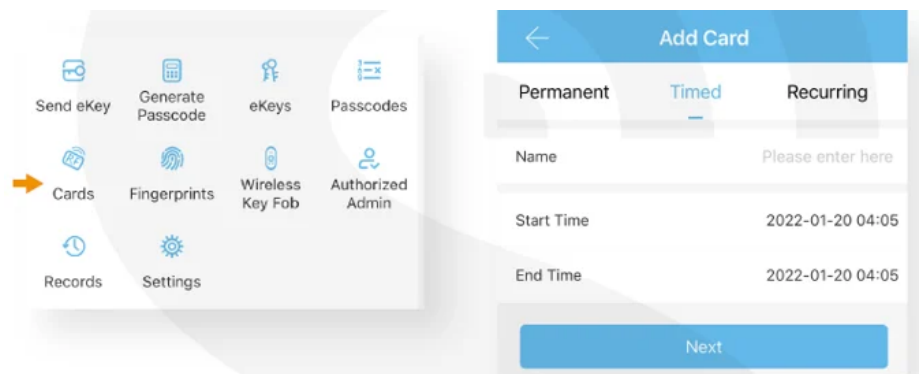 Send eKey
Generate
Passcode
eKeys
Passcodes
RF
Cards
Fingerprints
Wireless
Key Fob
Authorized
Admin
Records
Settings
Add Card
Permanent
Timed
Recurring
Name
Please enter here
Start Time
2022-01-20 04:05
End Time
2022-01-20 04:05
Next